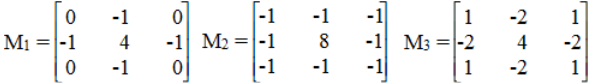 M₁ = [0 -1 0] M₂ = [-1 -1 -1] M₃ = [1 -2 1]
[-1 4 -1] [-1 8 -1] [-2 4 -2]
[0 -1 0] [-1 -1 -1] [1 -2 1]